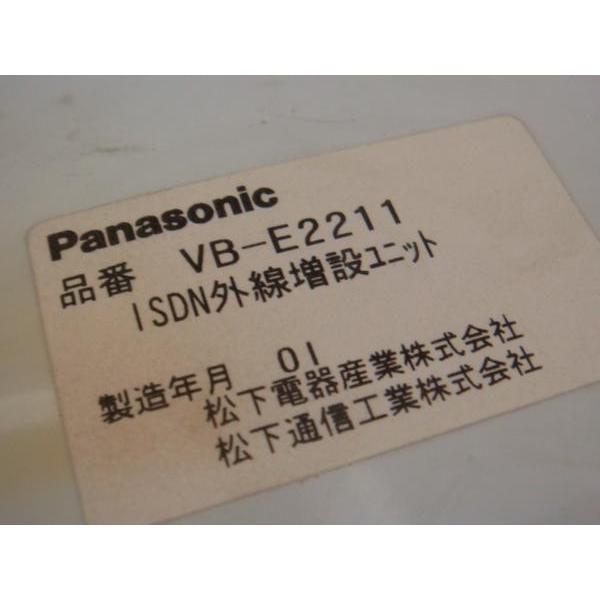 Panasonic
品番 VB-E2211
ISDN外線増設ユニット
製造年月 01
松下電器産業株式会社
松下通信工業株式会社